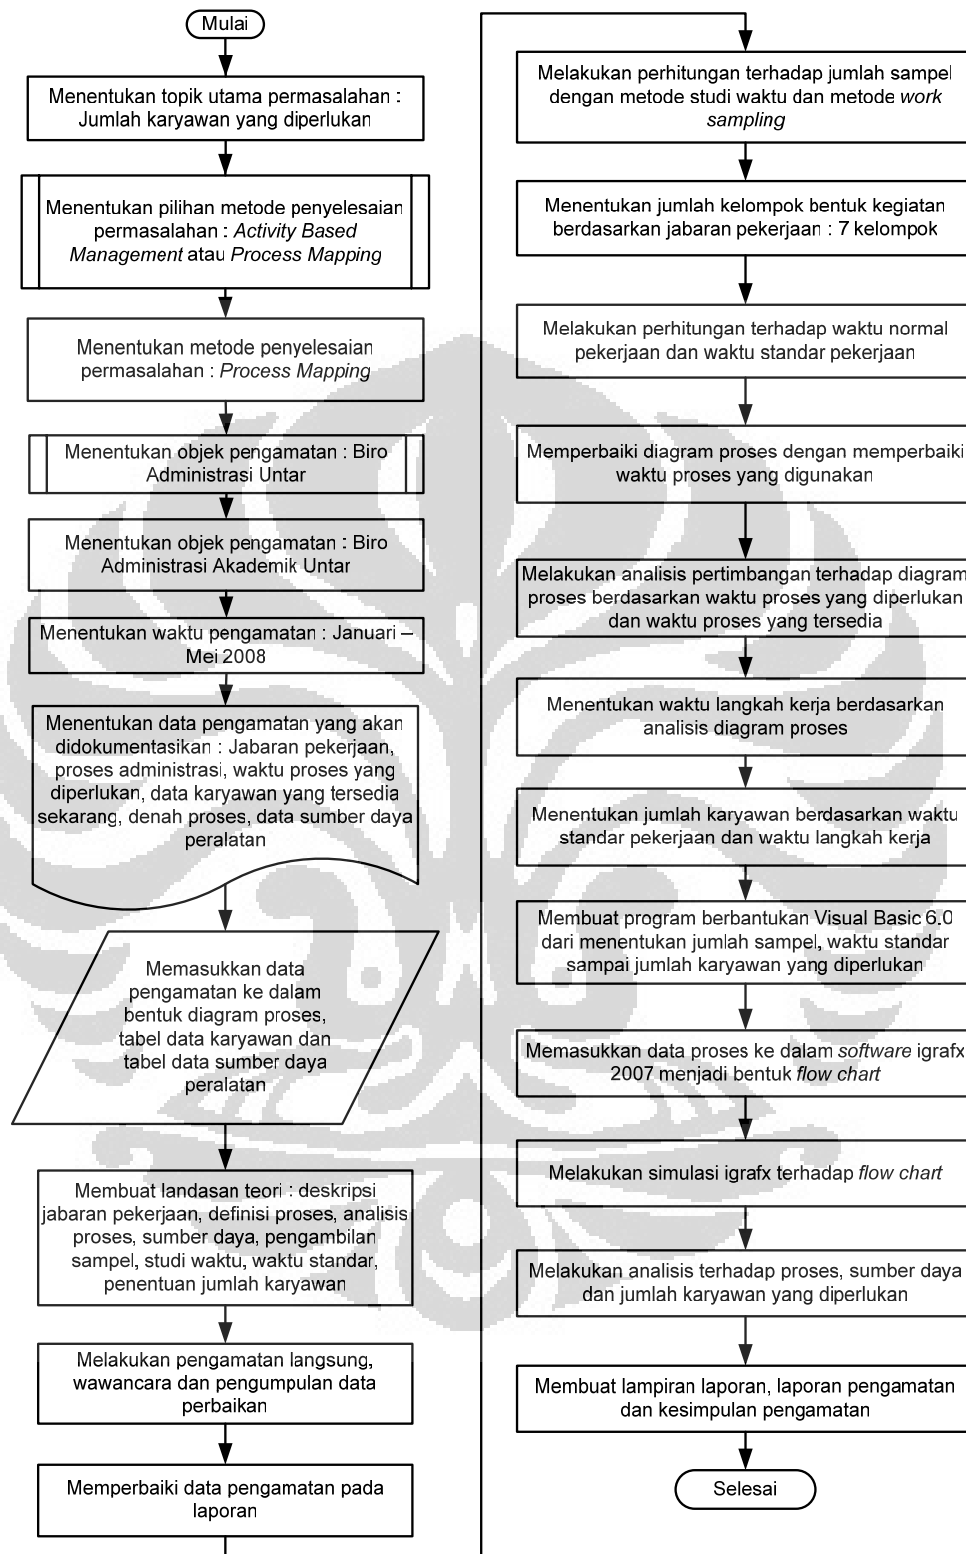 Mulai
Menentukan topik utama permasalahan :
Jumlah karyawan yang diperlukan
Menentukan pilihan metode penyelesaian
permasalahan : Activity Based
Management atau Process Mapping
Menentukan metode penyelesaian
permasalahan : Process Mapping
Menentukan objek pengamatan : Biro
Administrasi Untar
Menentukan objek pengamatan : Biro
Administrasi Akademik Untar
Menentukan waktu pengamatan : Januari –
Mei 2008
Menentukan data pengamatan yang akan
didokumentasikan : Jabaran pekerjaan,
proses administrasi, waktu proses yang
diperlukan, data karyawan yang tersedia
sekarang, denah proses, data sumber daya
peralatan
Memasukkan data
pengamatan ke dalam
bentuk diagram proses,
tabel data karyawan dan
tabel data sumber daya
peralatan
Membuat landasan teori : deskripsi
jabaran pekerjaan, definisi proses, analisis
proses, sumber daya, pengambilan
sampel, studi waktu, waktu standar,
penentuan jumlah karyawan
Melakukan pengamatan langsung,
wawancara dan pengumpulan data
perbaikan
Memperbaiki data pengamatan pada
laporan
Melakukan perhitungan terhadap jumlah sampel
dengan metode studi waktu dan metode work
sampling
Menentukan jumlah kelompok bentuk kegiatan
berdasarkan jabaran pekerjaan : 7 kelompok
Melakukan perhitungan terhadap waktu normal
pekerjaan dan waktu standar pekerjaan
Memperbaiki diagram proses dengan memperbaiki
waktu proses yang digunakan
Melakukan analisis pertimbangan terhadap diagram
proses berdasarkan waktu proses yang diperlukan
dan waktu proses yang tersedia
Menentukan waktu langkah kerja berdasarkan
analisis diagram proses
Menentukan jumlah karyawan berdasarkan waktu
standar pekerjaan dan waktu langkah kerja
Membuat program berbantukan Visual Basic 6.0
dari menentukan jumlah sampel, waktu standar
sampai jumlah karyawan yang diperlukan
Memasukkan data proses ke dalam software igrafx
2007 menjadi bentuk flow chart
Melakukan simulasi igrafx terhadap flow chart
Melakukan analisis terhadap proses, sumber daya
dan jumlah karyawan yang diperlukan
Membuat lampiran laporan, laporan pengamatan
dan kesimpulan pengamatan
Selesai